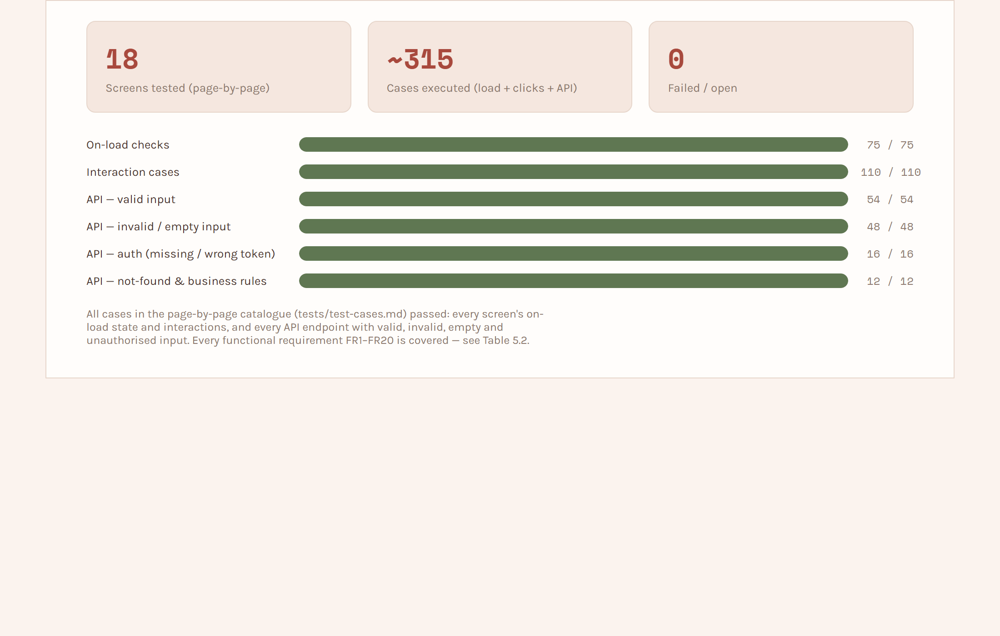 18
Screens tested (page-by-page)
~315
Cases executed (load + clicks + API)
0
Failed / open
On-load checks 75 / 75
Interaction cases 110 / 110
API — valid input 54 / 54
API — invalid / empty input 48 / 48
API — auth (missing / wrong token) 16 / 16
API — not-found & business rules 12 / 12
All cases in the page-by-page catalogue (tests/test-cases.md) passed: every screen's on-
load state and interactions, and every API endpoint with valid, invalid, empty and
unauthorised input. Every functional requirement FR1–FR20 is covered — see Table 5.2.